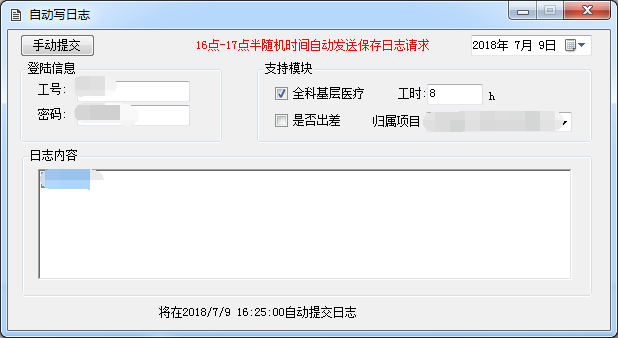 自动写日志
手动提交
16点-17点半随机时间自动发送保存日志请求
2018年 7月 9日
登陆信息
工号:
密码:
支持模块
全科基层医疗
工时:
8
h
是否出差
归属项目
日志内容
将在2018/7/9 16:25:00自动提交日志